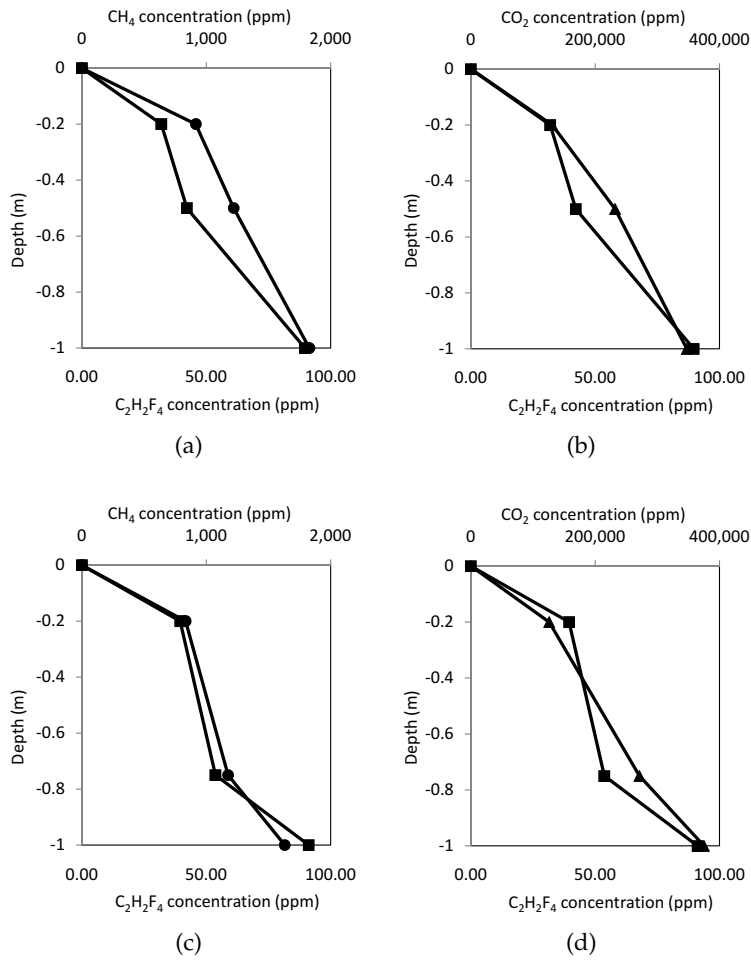 CH4 concentration (ppm)
0 1,000 2,000
0
-0.2
-0.4
-0.6
-0.8
-1
Depth (m)
0.00 50.00 100.00
C2H2F4 concentration (ppm)
(a)
CO2 concentration (ppm)
0 200,000 400,000
0
-0.2
-0.4
-0.6
-0.8
-1
Depth (m)
0.00 50.00 100.00
C2H2F4 concentration (ppm)
(b)
CH4 concentration (ppm)
0 1,000 2,000
0
-0.2
-0.4
-0.6
-0.8
-1
Depth (m)
0.00 50.00 100.00
C2H2F4 concentration (ppm)
(c)
CO2 concentration (ppm)
0 200,000 400,000
0
-0.2
-0.4
-0.6
-0.8
-1
Depth (m)
0.00 50.00 100.00
C2H2F4 concentration (ppm)
(d)